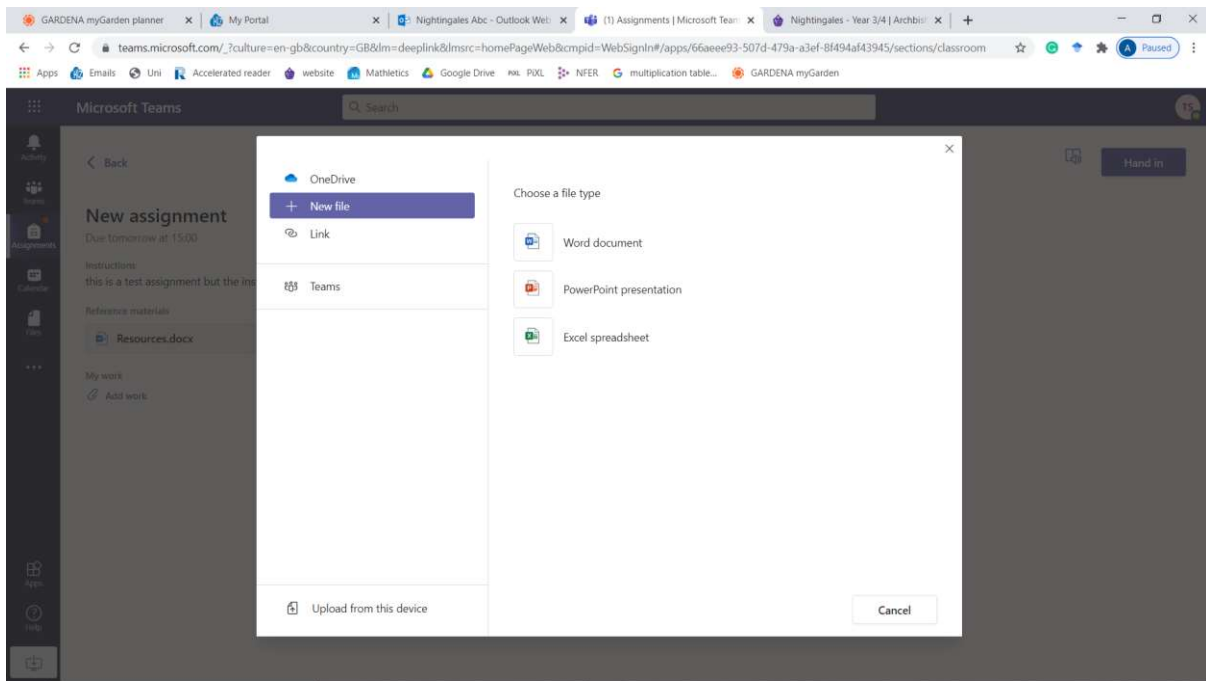 GARDENA myGarden planner
My Portal
Nightingales Abc - Outlook Web
(1) Assignments | Microsoft Team
Nightingales - Year 3/4 | Archbis
teams.microsoft.com/_?culture=en-gb&country=GB&lm=deeplink&lmsrc=homePageWeb&cmpid=WebSignIn#/apps/66aeee93-507d-479a-a3ef-8f494af43945/sections/classroom
A Paused
Apps Emails Uni Accelerated reader website Mathletics Google Drive PiXL NFER multiplication table... GARDENA myGarden
Microsoft Teams
Search
TS
Activity
Teams
Assignments
Calendar
Files
Apps
Help
Back
Hand in
New assignment
Due tomorrow at 15:00
Instructions
this is a test assignment but the ins
Reference materials
Resources.docx
My work
Add work
OneDrive
New file
Link
Teams
Upload from this device
Choose a file type
Word document
PowerPoint presentation
Excel spreadsheet
Cancel